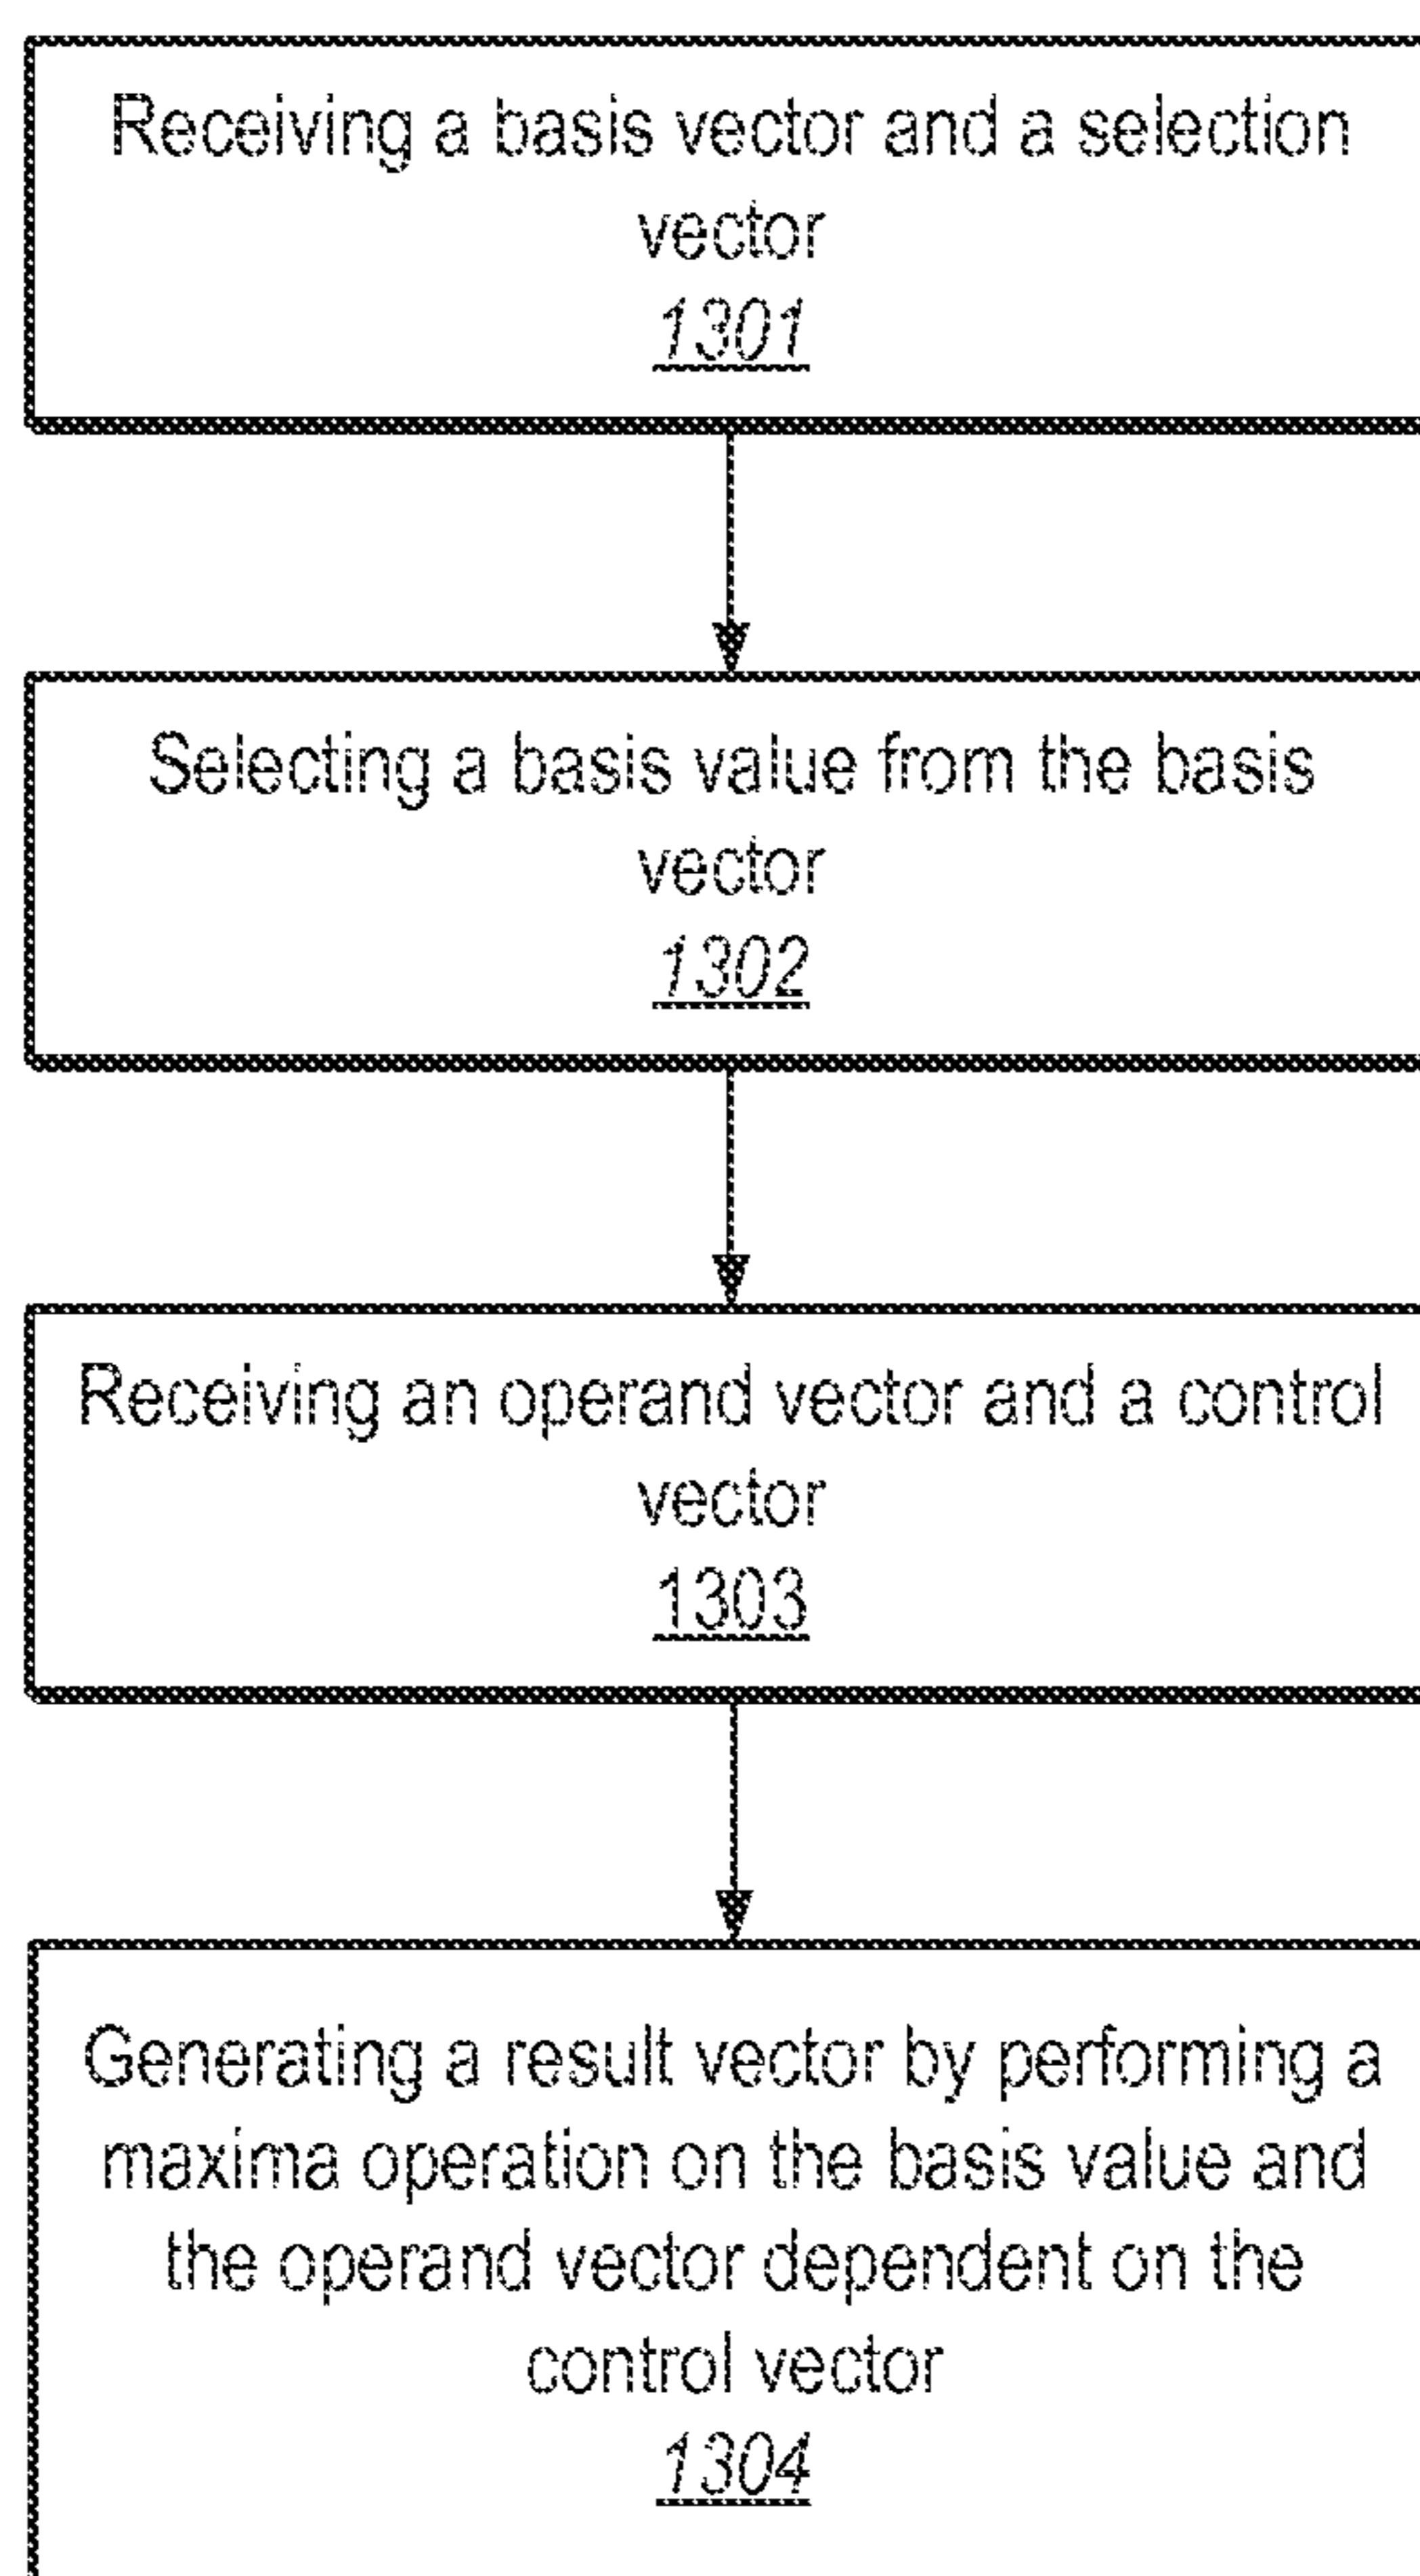 Receiving a basis vector and a selection
vector
1301
Selecting a basis value from the basis
vector
1302
Receiving an operand vector and a control
vector
1303
Generating a result vector by performing a
maxima operation on the basis value and
the operand vector dependent on the
control vector
1304